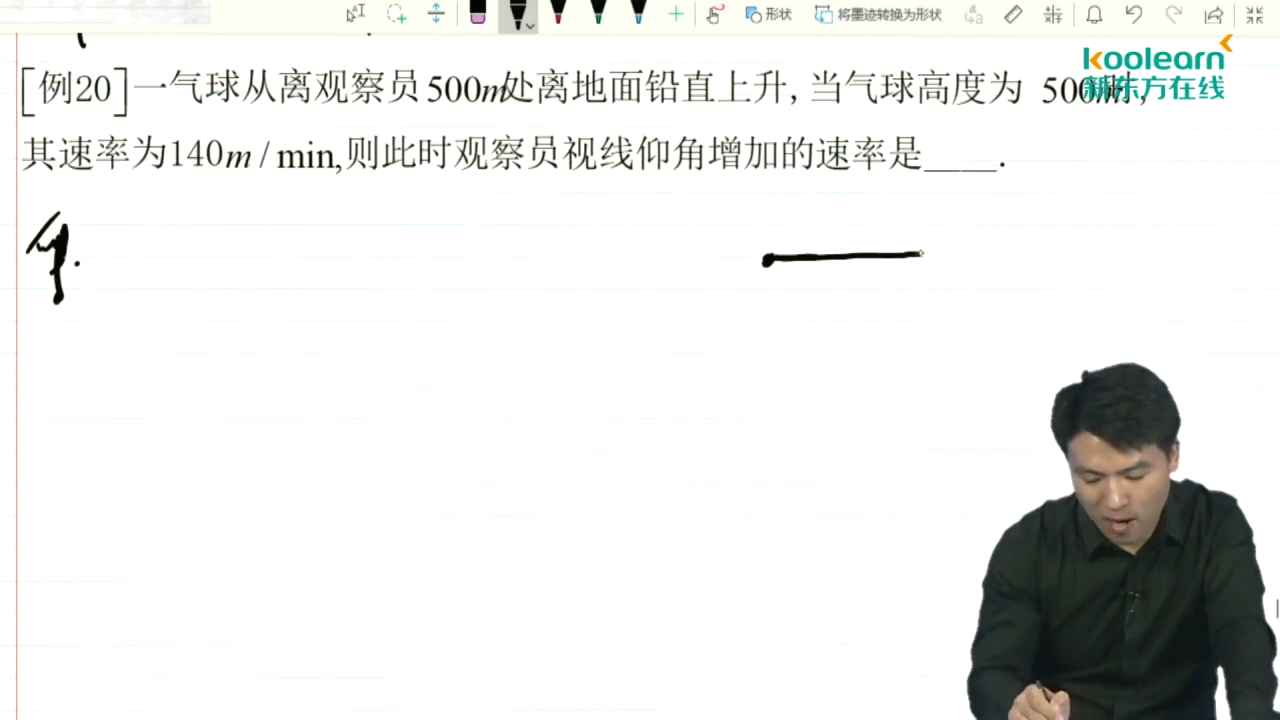 形状
将墨迹转换为形状
koolearn
新东方在线
[例20]一气球从离观察员500m处离地面铅直上升,当气球高度为 500m时,
其速率为140m/min,则此时观察员视线仰角增加的速率是____.